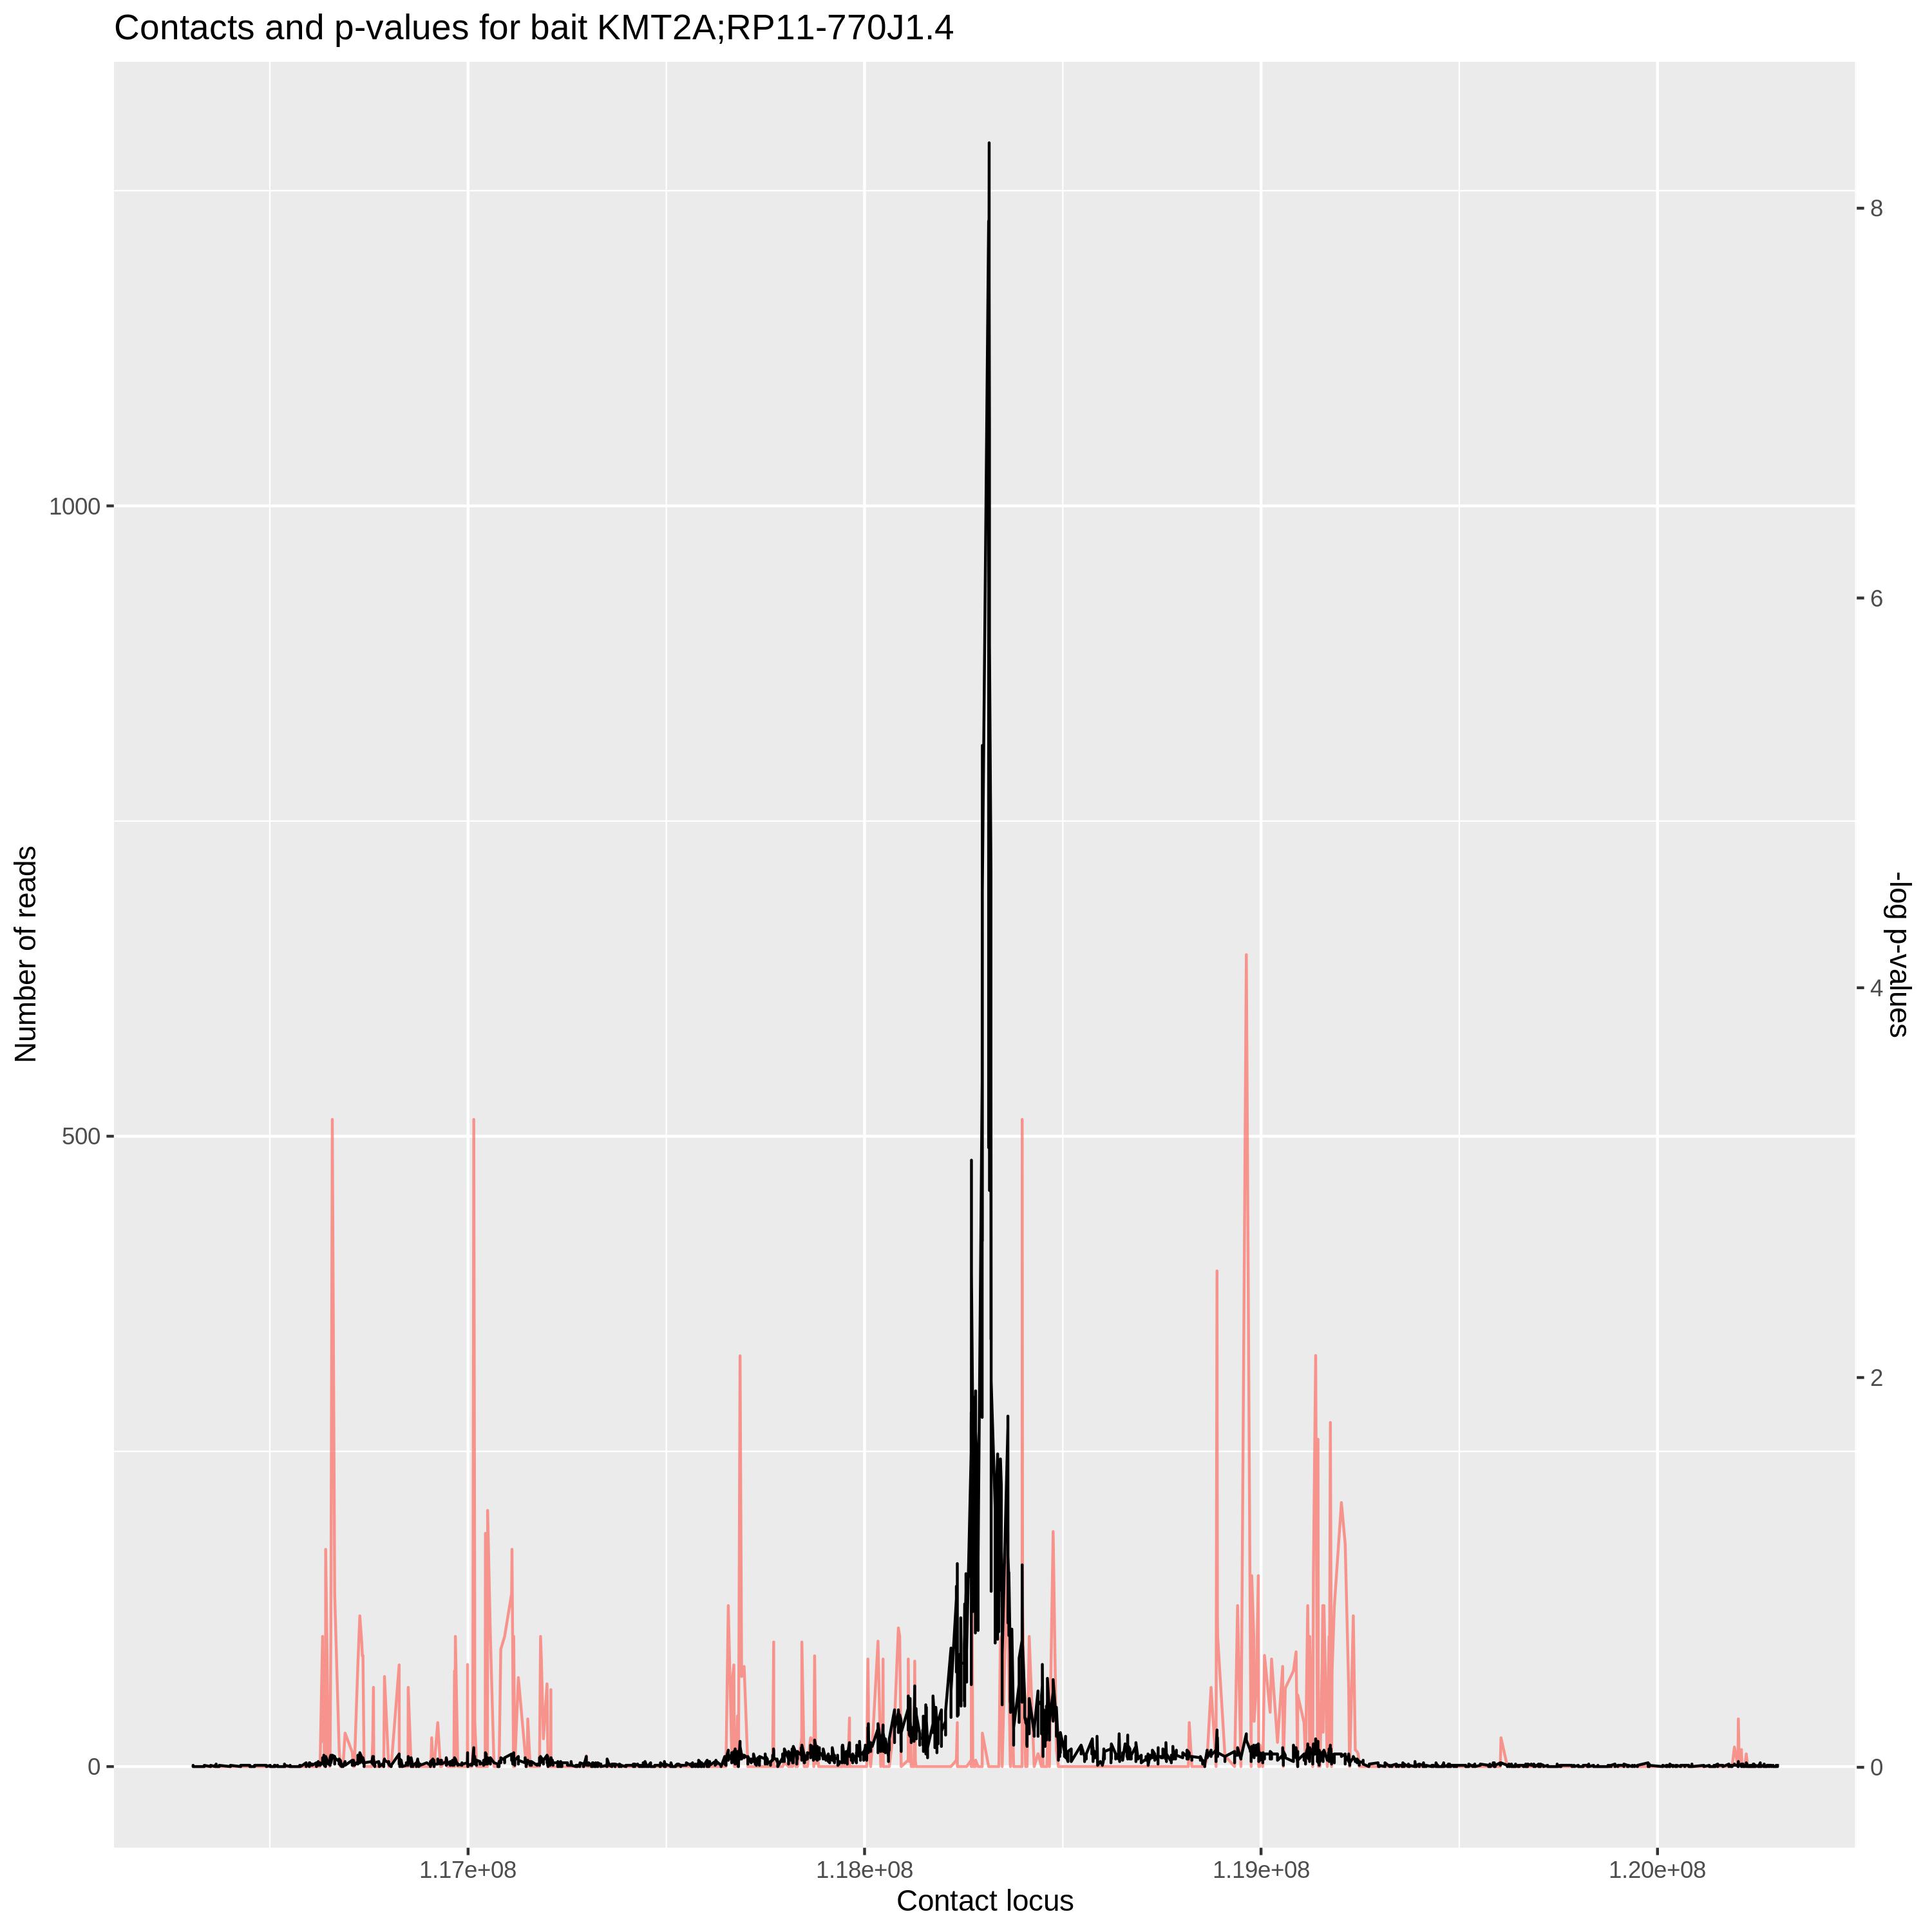 Contacts and p-values for bait KMT2A;RP11-770J1.4
Number of reads
1000
500
0
8
6
4
2
0
-log p-values
1.17e+08
1.18e+08
1.19e+08
1.20e+08
Contact locus